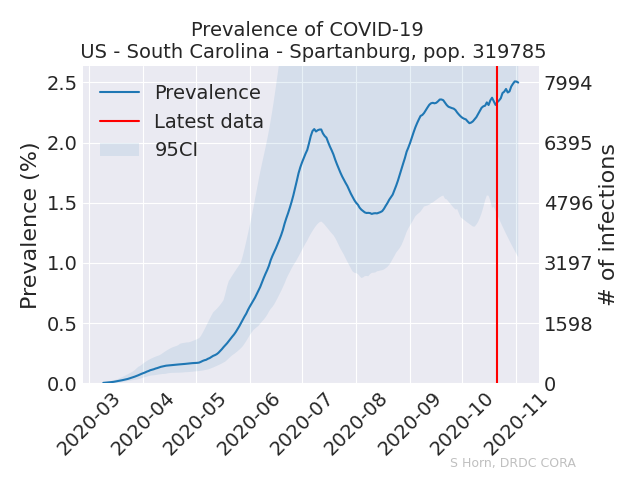 Prevalence of COVID-19
US - South Carolina - Spartanburg, pop. 319785
Prevalence
Latest data
95CI
Prevalence (%)
2.5
2.0
1.5
1.0
0.5
0.0
7994
6395
4796
3197
1598
0
# of infections
2020-03
2020-04
2020-05
2020-06
2020-07
2020-08
2020-09
2020-10
2020-11
S Horn, DRDC CORA